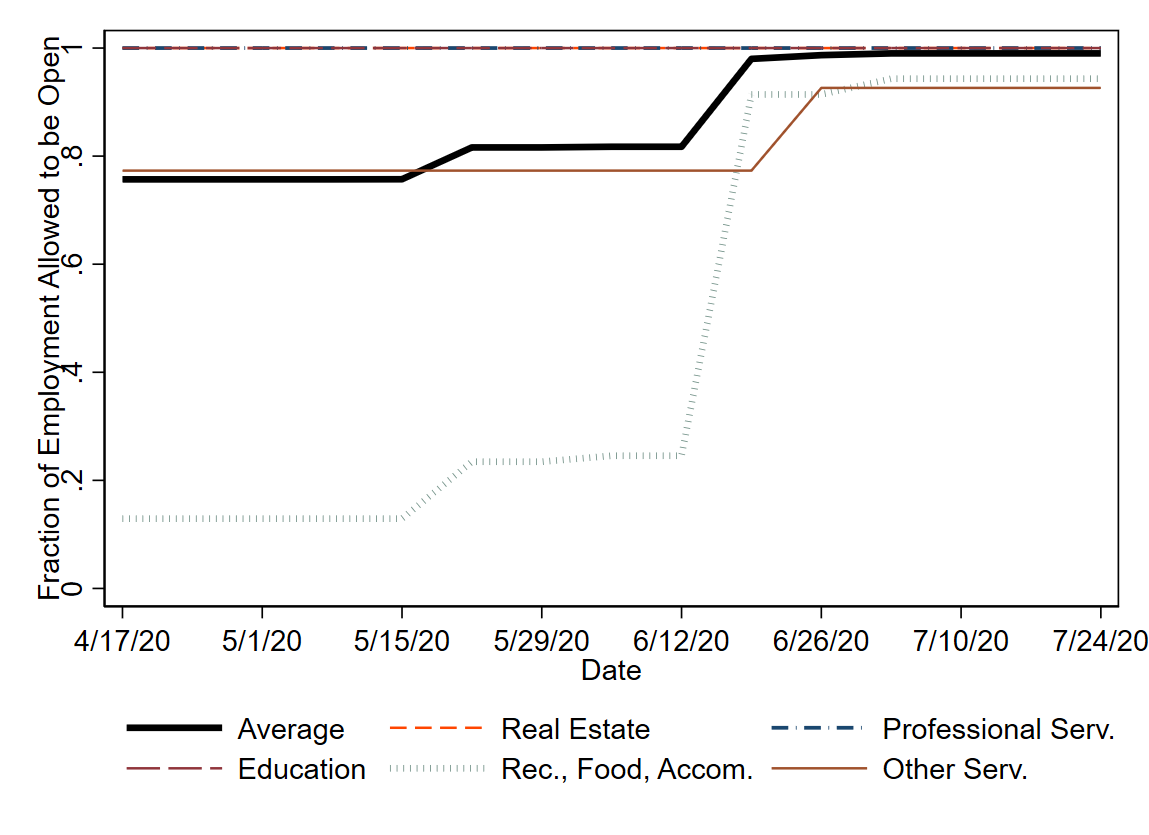 Fraction of Employment Allowed to be Open
1
.8
.6
.4
.2
0
4/17/20 5/1/20 5/15/20 5/29/20 6/12/20 6/26/20 7/10/20 7/24/20
Date
Average Real Estate Professional Serv.
Education Rec., Food, Accom. Other Serv.